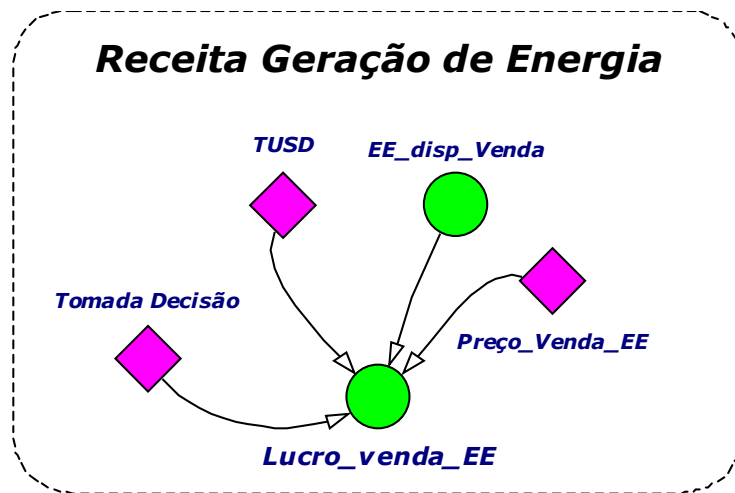 Receita Geração de Energia
TUSD
EE_disp_Venda
Tomada Decisão
Preço_Venda_EE
Lucro_venda_EE